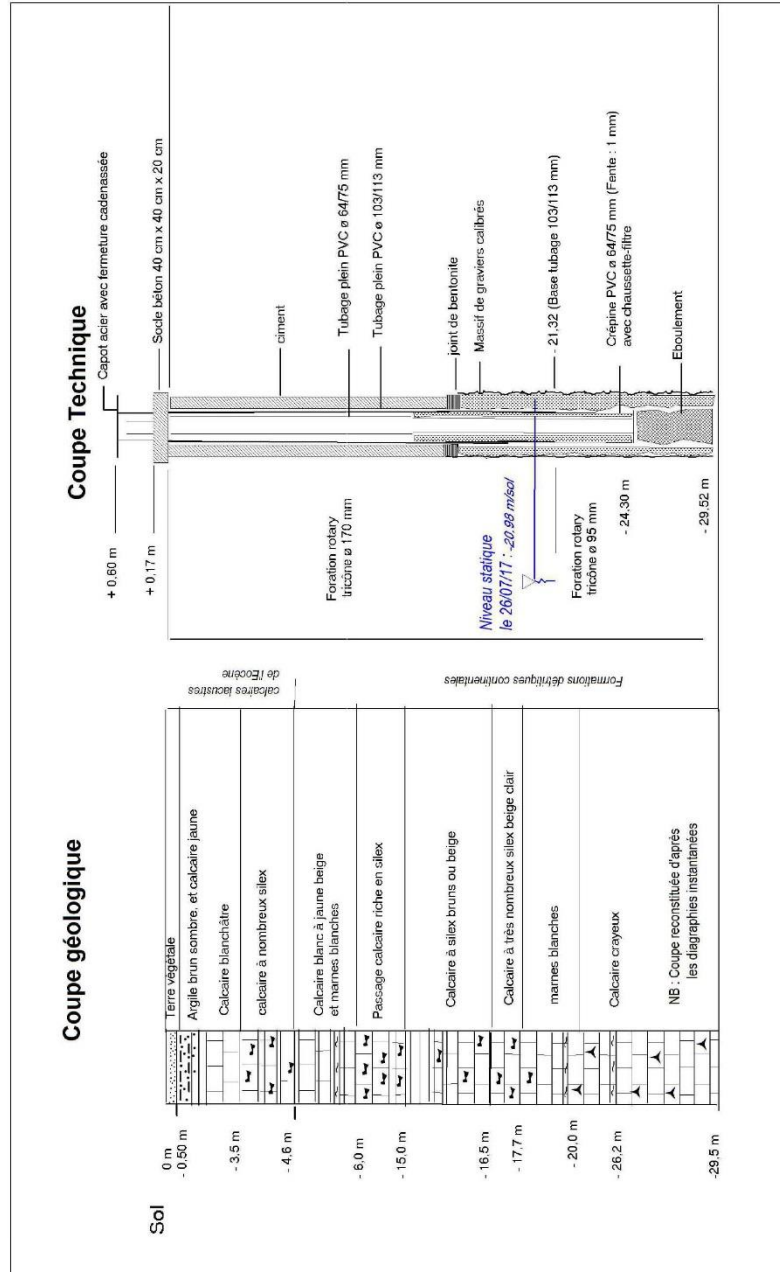 Coupe géologique
Sol
0 m
- 0.50 m
- 3.5 m
- 4.6 m
- 6,0 m
- 15.0 m
- 16.5 m
- 17.7 m
- 20,0 m
- 26,2 m
-29.5 m
Terre végétale
Argile brun sombre, et calcaire jaune
Calcaire blanchâtre
calcaire à nombreux silex
Calcaire blanc à jaune beige
et marnes blanches
Passage calcaire riche en silex
Calcaire à silex bruns ou beige
Calcaire à très nombreux silex beige clair
marnes blanches
Calcaire crayeux
NB : Coupe reconstituée d'après
les diagraphies instantanées
calcaires lacustres
de l'Eocène
Formations détritiques continentales
Coupe Technique
+ 0.60 m
+ 0,17 m
Foration rotary
tricône ø 170 mm
Niveau statique
le 26/07/17 : -20,98 m/sol
Foration rotary
tricône ø 95 mm
- 24.30 m
- 29.52 m
Capot acier avec fermeture cadenassée
Socle béton 40 cm x 40 cm x 20 cm
ciment
Tubage plein PVC ø 64/75 mm
Tubage plein PVC ø 103/113 mm
joint de bentonite
Massif de graviers calibrés
- 21,32 (Base tubage 103/113 mm)
Crépine PVC ø 64/75 mm (Fente : 1 mm)
avec chaussette-filtre
Eboulement